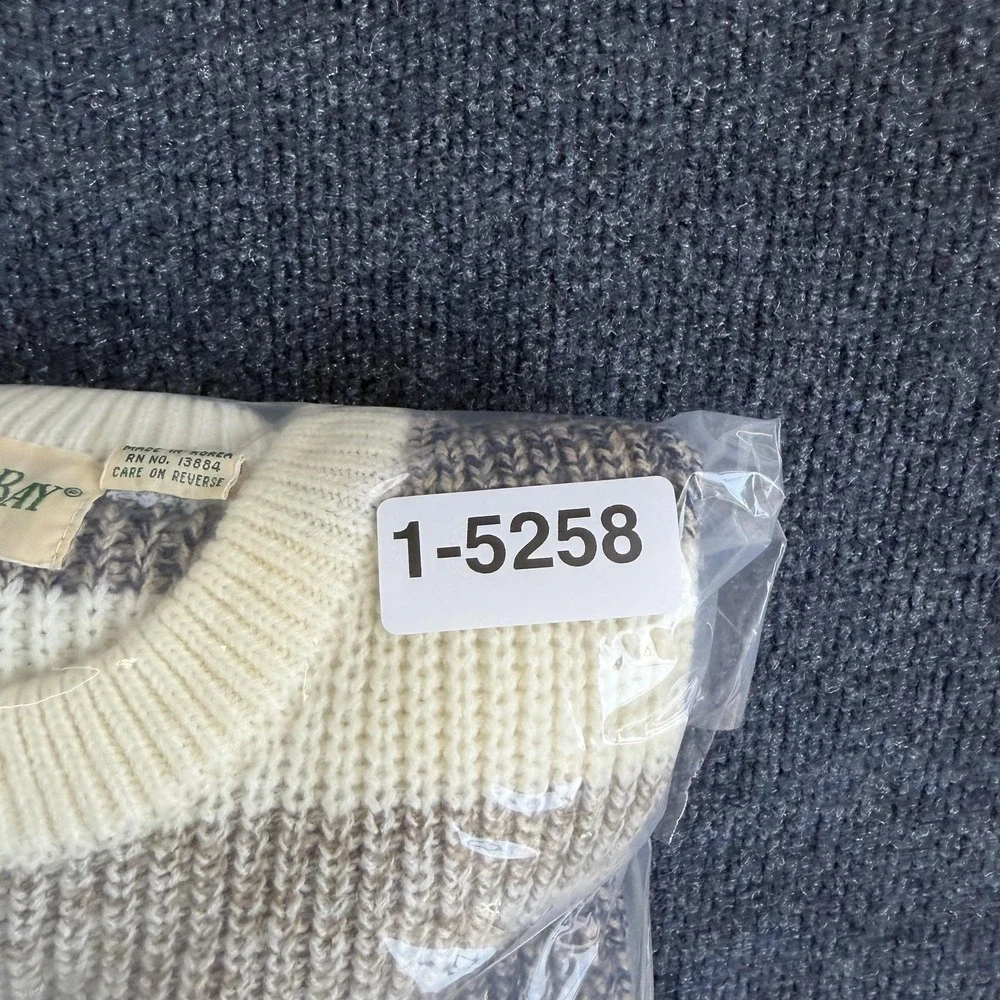 BAY®
MADE IN KOREA
RN NO. 13884
CARE ON REVERSE
1-5258